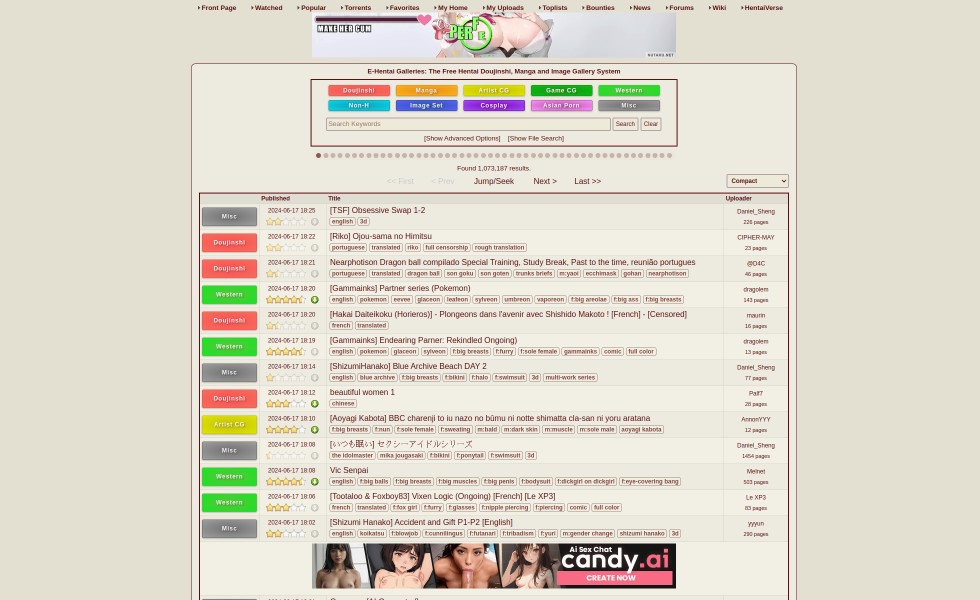 Front Page Watched Popular Torrents Favorites My Home My Uploads Toplists Bounties News Forums Wiki HentaiVerse
MAKE HER CUM
NUTAKU.NET
E-Hentai Galleries: The Free Hentai Doujinshi, Manga and Image Gallery System
Doujinshi Manga Artist CG Game CG Western
Non-H Image Set Cosplay Asian Porn Misc
Search Keywords Search Clear
[Show Advanced Options] [Show File Search]
Found 1,073,187 results.
<< First < Prev Jump/Seek Next > Last >> Compact
Published Title Uploader
Misc 2024-06-17 18:25 [TSF] Obsessive Swap 1-2 Daniel_Sheng
english 3d 226 pages
Doujinshi 2024-06-17 18:22 [Riko] Ojou-sama no Himitsu CIPHER-MAY
portuguese translated riko full censorship rough translation 23 pages
Doujinshi 2024-06-17 18:21 Nearphotison Dragon ball compilado Special Training, Study Break, Past to the time, reunião portugues @D4C
portuguese translated dragon ball son goku son goten trunks briefs m:yaoi ecchimask gohan nearphotison 46 pages
Western 2024-06-17 18:20 [Gammainks] Partner series (Pokemon) dragolem
english pokemon eevee glaceon leafeon sylveon umbreon vaporeon f:big areolae f:big ass f:big breasts 143 pages
Doujinshi 2024-06-17 18:20 [Hakai Daiteikoku (Horieros)] - Plongeons dans l'avenir avec Shishido Makoto ! [French] - [Censored] maurin
french translated 16 pages
Western 2024-06-17 18:19 [Gammainks] Endearing Parner: Rekindled Ongoing) dragolem
english pokemon glaceon sylveon f:big breasts f:furry f:sole female gammainks comic full color 13 pages
Misc 2024-06-17 18:14 [ShizumiHanako] Blue Archive Beach DAY 2 Daniel_Sheng
english blue archive f:big breasts f:bikini f:halo f:swimsuit 3d multi-work series 77 pages
Doujinshi 2024-06-17 18:12 beautiful women 1 Palf7
chinese 28 pages
Artist CG 2024-06-17 18:10 [Aoyagi Kabota] BBC charenji to iu nazo no būmu ni notte shimatta cla-san ni yoru aratana AnnonYYY
f:big breasts f:nun f:sole female f:sweating m:bald m:dark skin m:muscle m:sole male aoyagi kabota 12 pages
Misc 2024-06-17 18:08 [いつも眠い] セクシーアイドルシリーズ Daniel_Sheng
the idolmaster mika jougasaki f:bikini f:ponytail f:swimsuit 3d 1454 pages
Western 2024-06-17 18:08 Vic Senpai Melnet
english f:big balls f:big breasts f:big muscles f:big penis f:bodysuit f:dickgirl on dickgirl f:eye-covering bang 503 pages
Western 2024-06-17 18:06 [Tootaloo & Foxboy83] Vixen Logic (Ongoing) [French] [Le XP3] Le XP3
french translated f:fox girl f:furry f:glasses f:nipple piercing f:piercing comic full color 83 pages
Misc 2024-06-17 18:02 [Shizumi Hanako] Accident and Gift P1-P2 [English] yyyun
english koikatsu f:blowjob f:cunnilingus f:futanari f:tribadism f:yuri m:gender change shizumi hanako 3d 290 pages
Ai Sex Chat
candy.ai
CREATE NOW